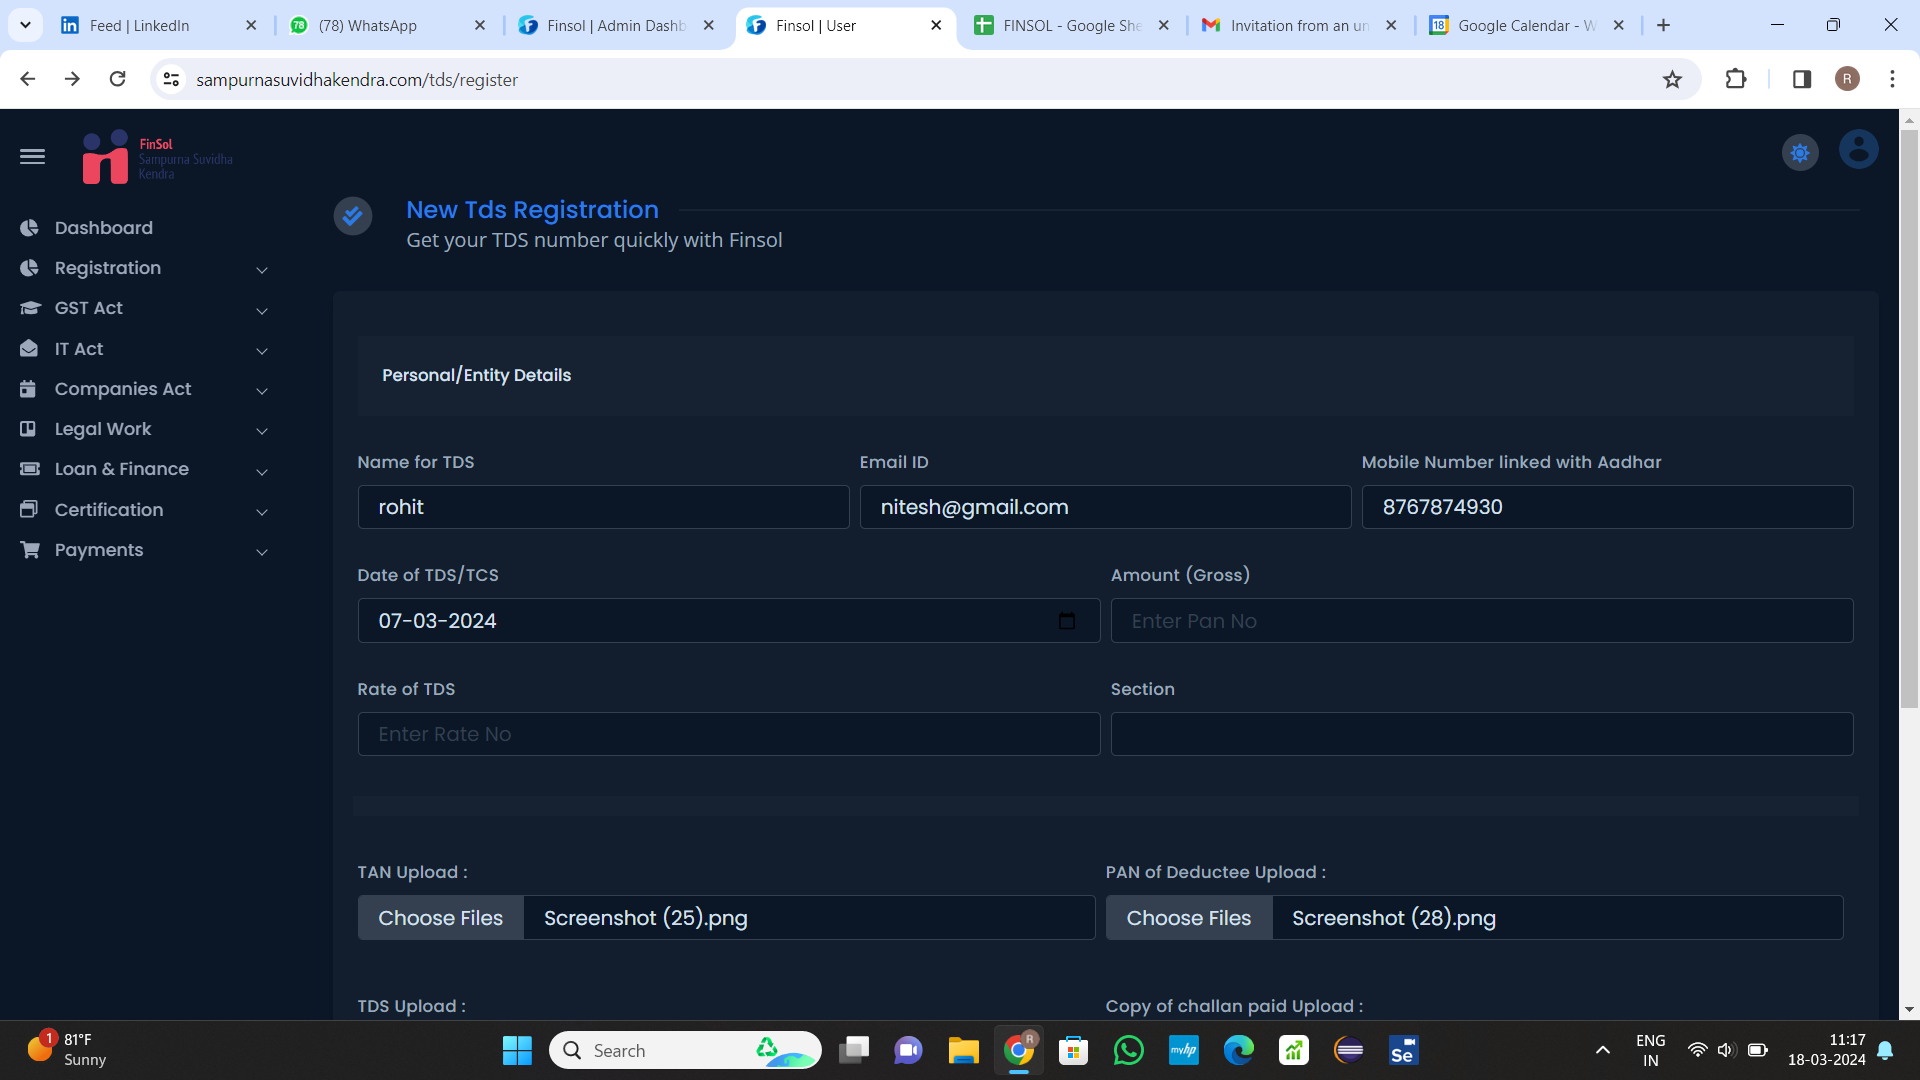 Feed | LinkedIn
(78) WhatsApp
Finsol | Admin Dashb
Finsol | User
FINSOL - Google She
Invitation from an un
Google Calendar - W
sampurnasuvidhakendra.com/tds/register
R
FinSol
Sampurna Suvidha
Kendra
New Tds Registration
Get your TDS number quickly with Finsol
Dashboard
Registration
GST Act
IT Act
Companies Act
Legal Work
Loan & Finance
Certification
Payments
Personal/Entity Details
Name for TDS
Email ID
Mobile Number linked with Aadhar
rohit
nitesh@gmail.com
8767874930
Date of TDS/TCS
Amount (Gross)
07-03-2024
Enter Pan No
Rate of TDS
Section
Enter Rate No
TAN Upload :
PAN of Deductee Upload :
Choose Files Screenshot (25).png
Choose Files Screenshot (28).png
TDS Upload :
Copy of challan paid Upload :
1
81°F
Sunny
Search
R
myhp
Se
ENG
IN
11:17
18-03-2024